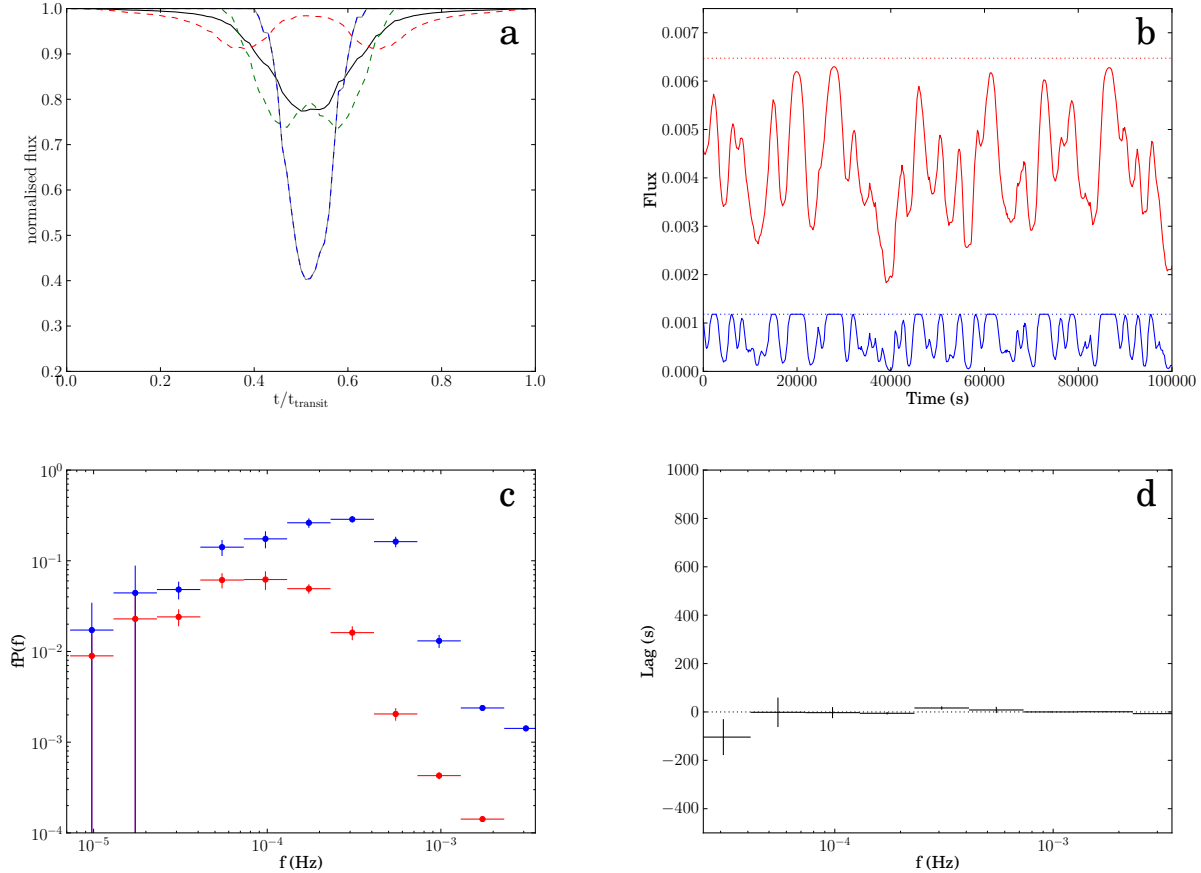 1.0
0.9
0.8
0.7
0.6
0.5
0.4
0.3
0.2
normalised flux
a
0.0 0.2 0.4 0.6 0.8 1.0
t/t_transit
0.007
0.006
0.005
0.004
0.003
0.002
0.001
0.000
Flux
b
0 20000 40000 60000 80000 100000
Time (s)
10^0
10^-1
10^-2
10^-3
10^-4
fP(f)
c
10^-5 10^-4 10^-3
f (Hz)
1000
800
600
400
200
0
−200
−400
Lag (s)
d
10^-4 10^-3
f (Hz)